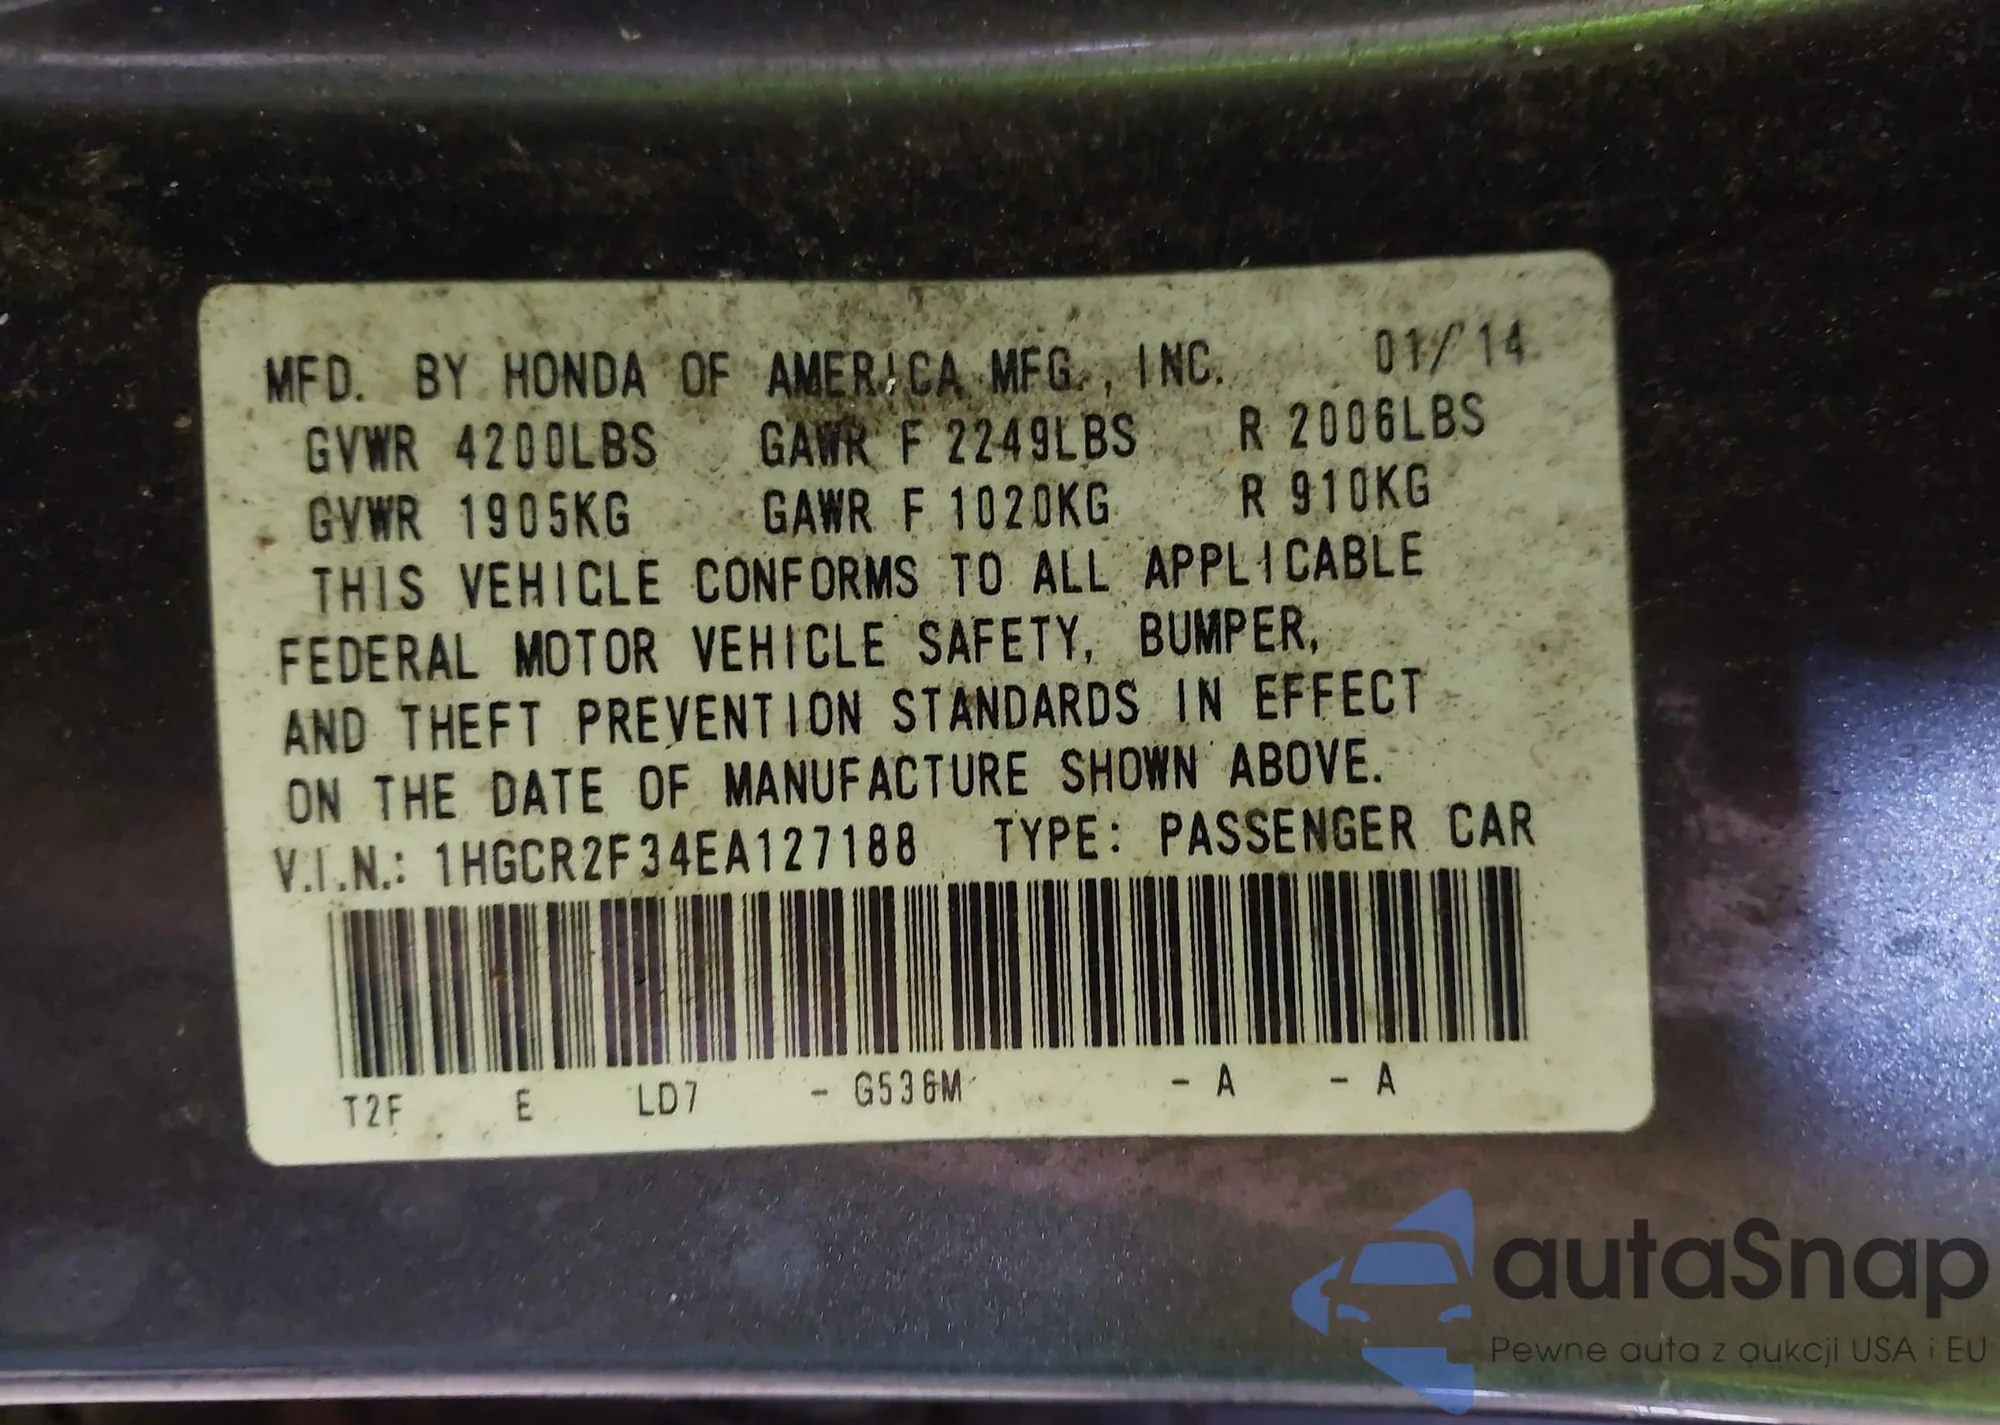 MFD. BY HONDA OF AMERICA MFG., INC. 01/14
GVWR 4200LBS GAWR F 2249LBS R 2006LBS
GVWR 1905KG GAWR F 1020KG R 910KG
THIS VEHICLE CONFORMS TO ALL APPLICABLE
FEDERAL MOTOR VEHICLE SAFETY, BUMPER,
AND THEFT PREVENTION STANDARDS IN EFFECT
ON THE DATE OF MANUFACTURE SHOWN ABOVE.
V.I.N.: 1HGCR2F34EA127188 TYPE: PASSENGER CAR
T2F E LD7 - G536M - A - A
autaSnap
Pewne auta z aukcji USA i EU